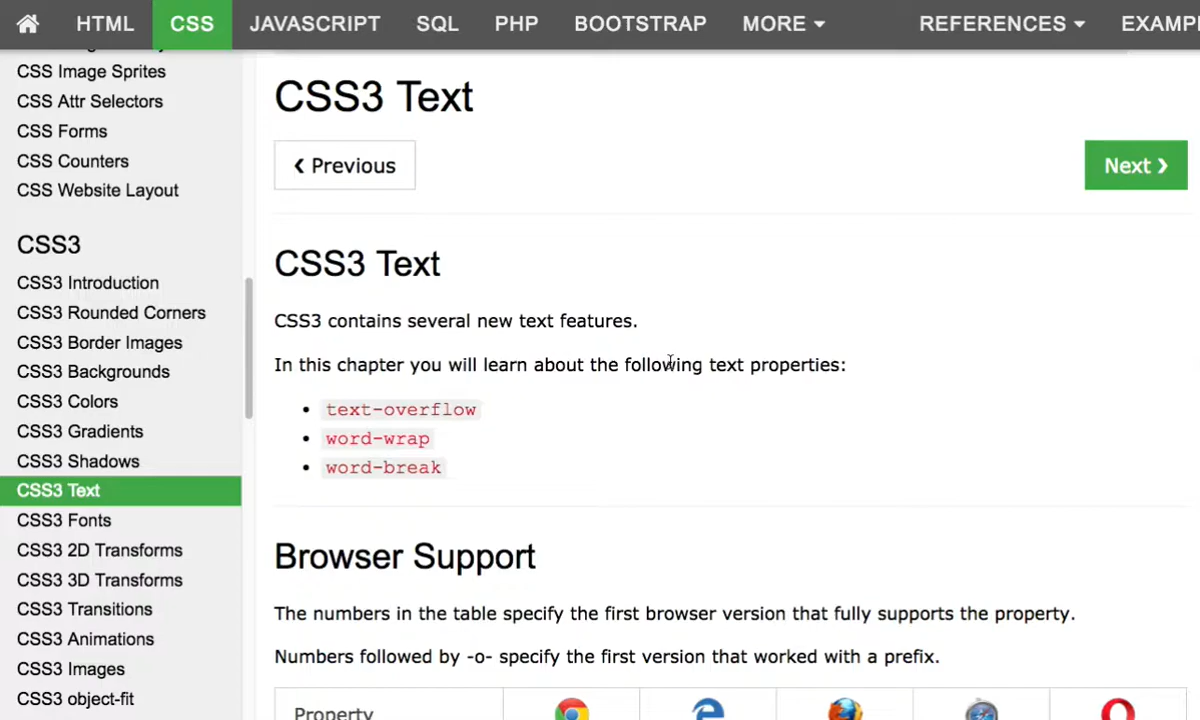 HTML CSS JAVASCRIPT SQL PHP BOOTSTRAP MORE REFERENCES
CSS Image Sprites
CSS Attr Selectors
CSS Forms
CSS Counters
CSS Website Layout
CSS3
CSS3 Introduction
CSS3 Rounded Corners
CSS3 Border Images
CSS3 Backgrounds
CSS3 Colors
CSS3 Gradients
CSS3 Shadows
CSS3 Text
CSS3 Fonts
CSS3 2D Transforms
CSS3 3D Transforms
CSS3 Transitions
CSS3 Animations
CSS3 Images
CSS3 object-fit
CSS3 Text
❮ Previous
Next ❯
CSS3 Text
CSS3 contains several new text features.
In this chapter you will learn about the following text properties:
• text-overflow
• word-wrap
• word-break
Browser Support
The numbers in the table specify the first browser version that fully supports the property.
Numbers followed by -o- specify the first version that worked with a prefix.
Property